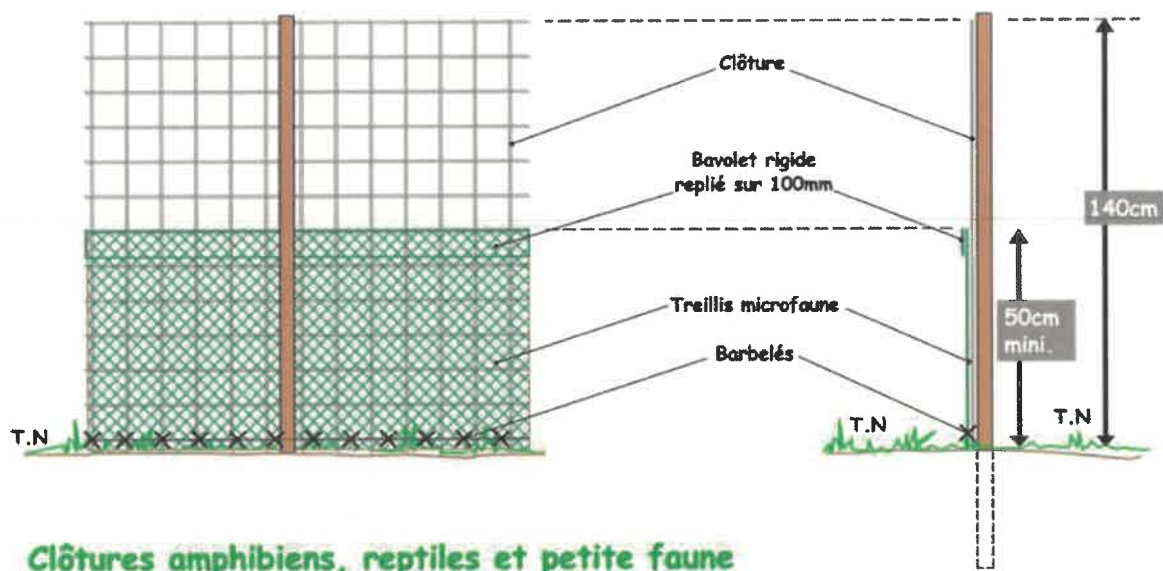 Clôture
Bavolet rigide
replié sur 100mm
140cm
50cm
mini.
Treillis microfaune
Barbelés
T.N
T.N
T.N
Clôtures amphibiens, reptiles et petite faune